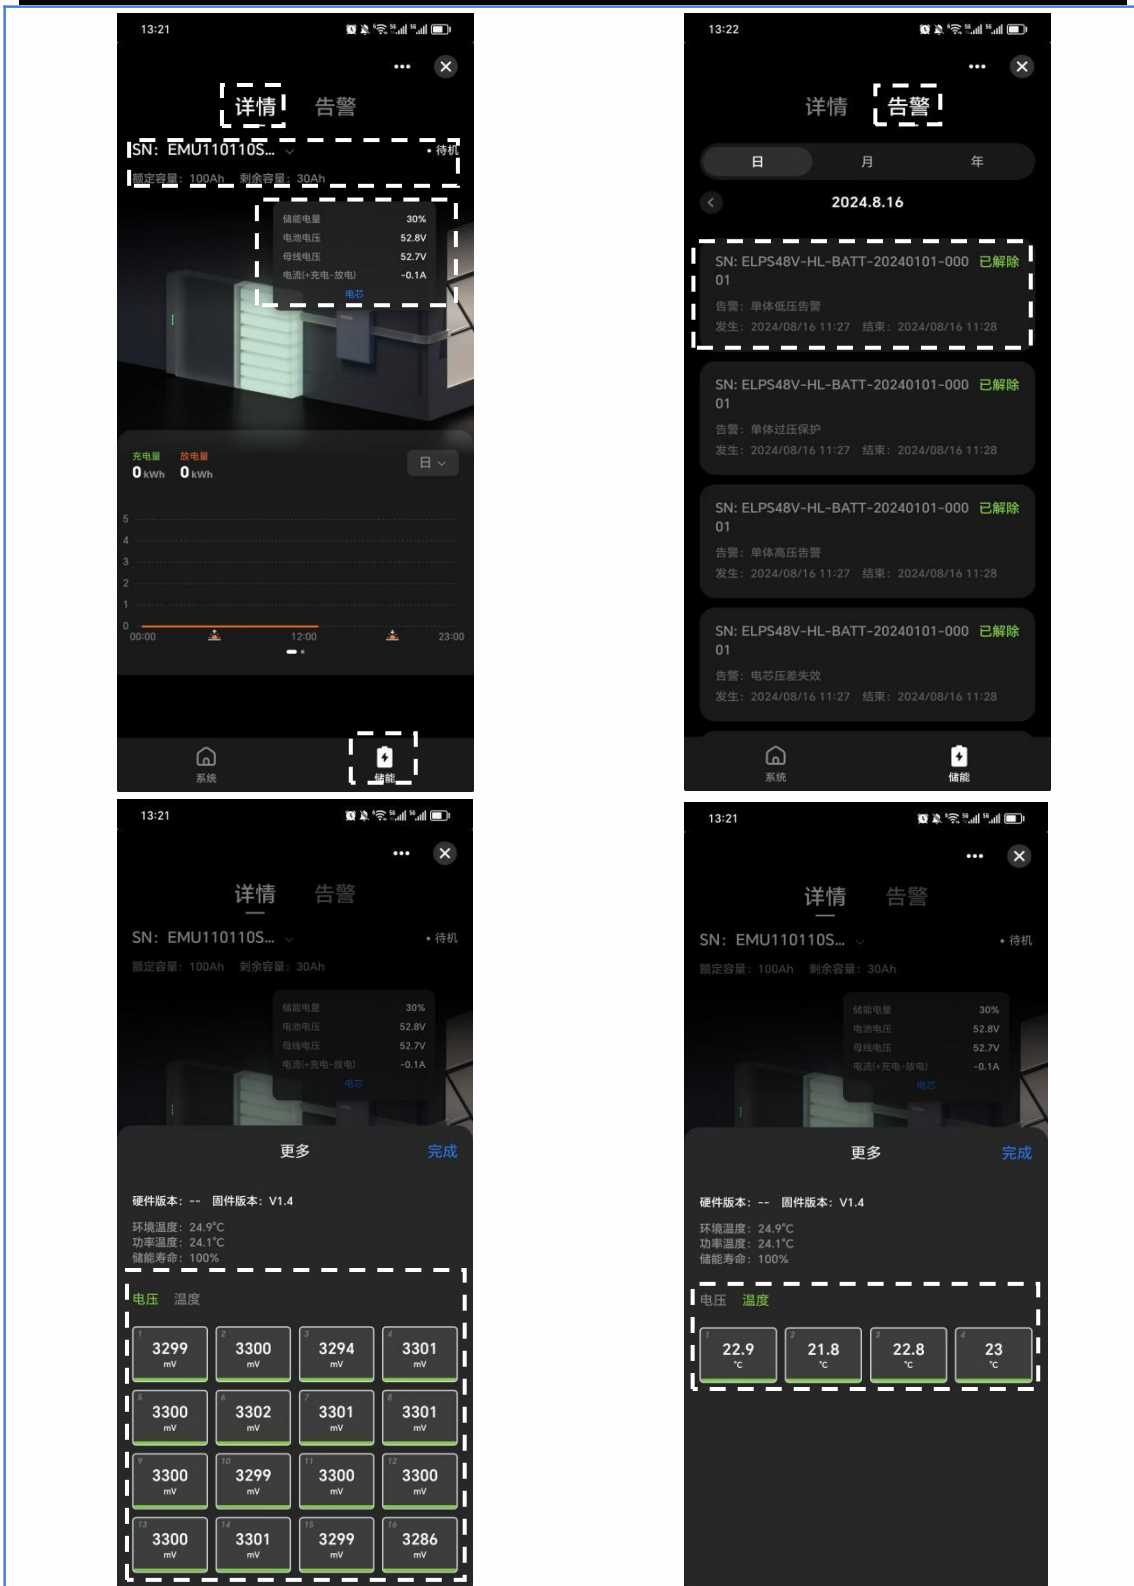 13:21
详情 告警
SN: EMU110110S... 待机
额定容量: 100Ah 剩余容量: 30Ah
储能电量 30%
电池电压 52.8V
母线电压 52.7V
电流(+充电-放电) -0.1A
电芯
充电量 放电量
0 kWh 0 kWh 日
5
4
3
2
1
0
00:00 12:00 23:00
系统 储能
13:22
详情 告警
日 月 年
2024.8.16
SN: ELPS48V-HL-BATT-20240101-000 已解除
01
告警: 单体低压告警
发生: 2024/08/16 11:27 结束: 2024/08/16 11:28
SN: ELPS48V-HL-BATT-20240101-000 已解除
01
告警: 单体过压保护
发生: 2024/08/16 11:27 结束: 2024/08/16 11:28
SN: ELPS48V-HL-BATT-20240101-000 已解除
01
告警: 单体高压告警
发生: 2024/08/16 11:27 结束: 2024/08/16 11:28
SN: ELPS48V-HL-BATT-20240101-000 已解除
01
告警: 电芯压差失效
发生: 2024/08/16 11:27 结束: 2024/08/16 11:28
系统 储能
13:21
详情 告警
SN: EMU110110S... 待机
额定容量: 100Ah 剩余容量: 30Ah
储能电量 30%
电池电压 52.8V
母线电压 52.7V
电流(+充电-放电) -0.1A
电芯
更多 完成
硬件版本: -- 固件版本: V1.4
环境温度: 24.9°C
功率温度: 24.1°C
储能寿命: 100%
电压 温度
1 2 3 4
3299 3300 3294 3301
mV mV mV mV
5 6 7 8
3300 3302 3301 3301
mV mV mV mV
9 10 11 12
3300 3299 3300 3300
mV mV mV mV
13 14 15 16
3300 3301 3299 3286
mV mV mV mV
13:21
详情 告警
SN: EMU110110S... 待机
额定容量: 100Ah 剩余容量: 30Ah
储能电量 30%
电池电压 52.8V
母线电压 52.7V
电流(+充电-放电) -0.1A
电芯
更多 完成
硬件版本: -- 固件版本: V1.4
环境温度: 24.9°C
功率温度: 24.1°C
储能寿命: 100%
电压 温度
1 2 3 4
22.9 21.8 22.8 23
°C °C °C °C